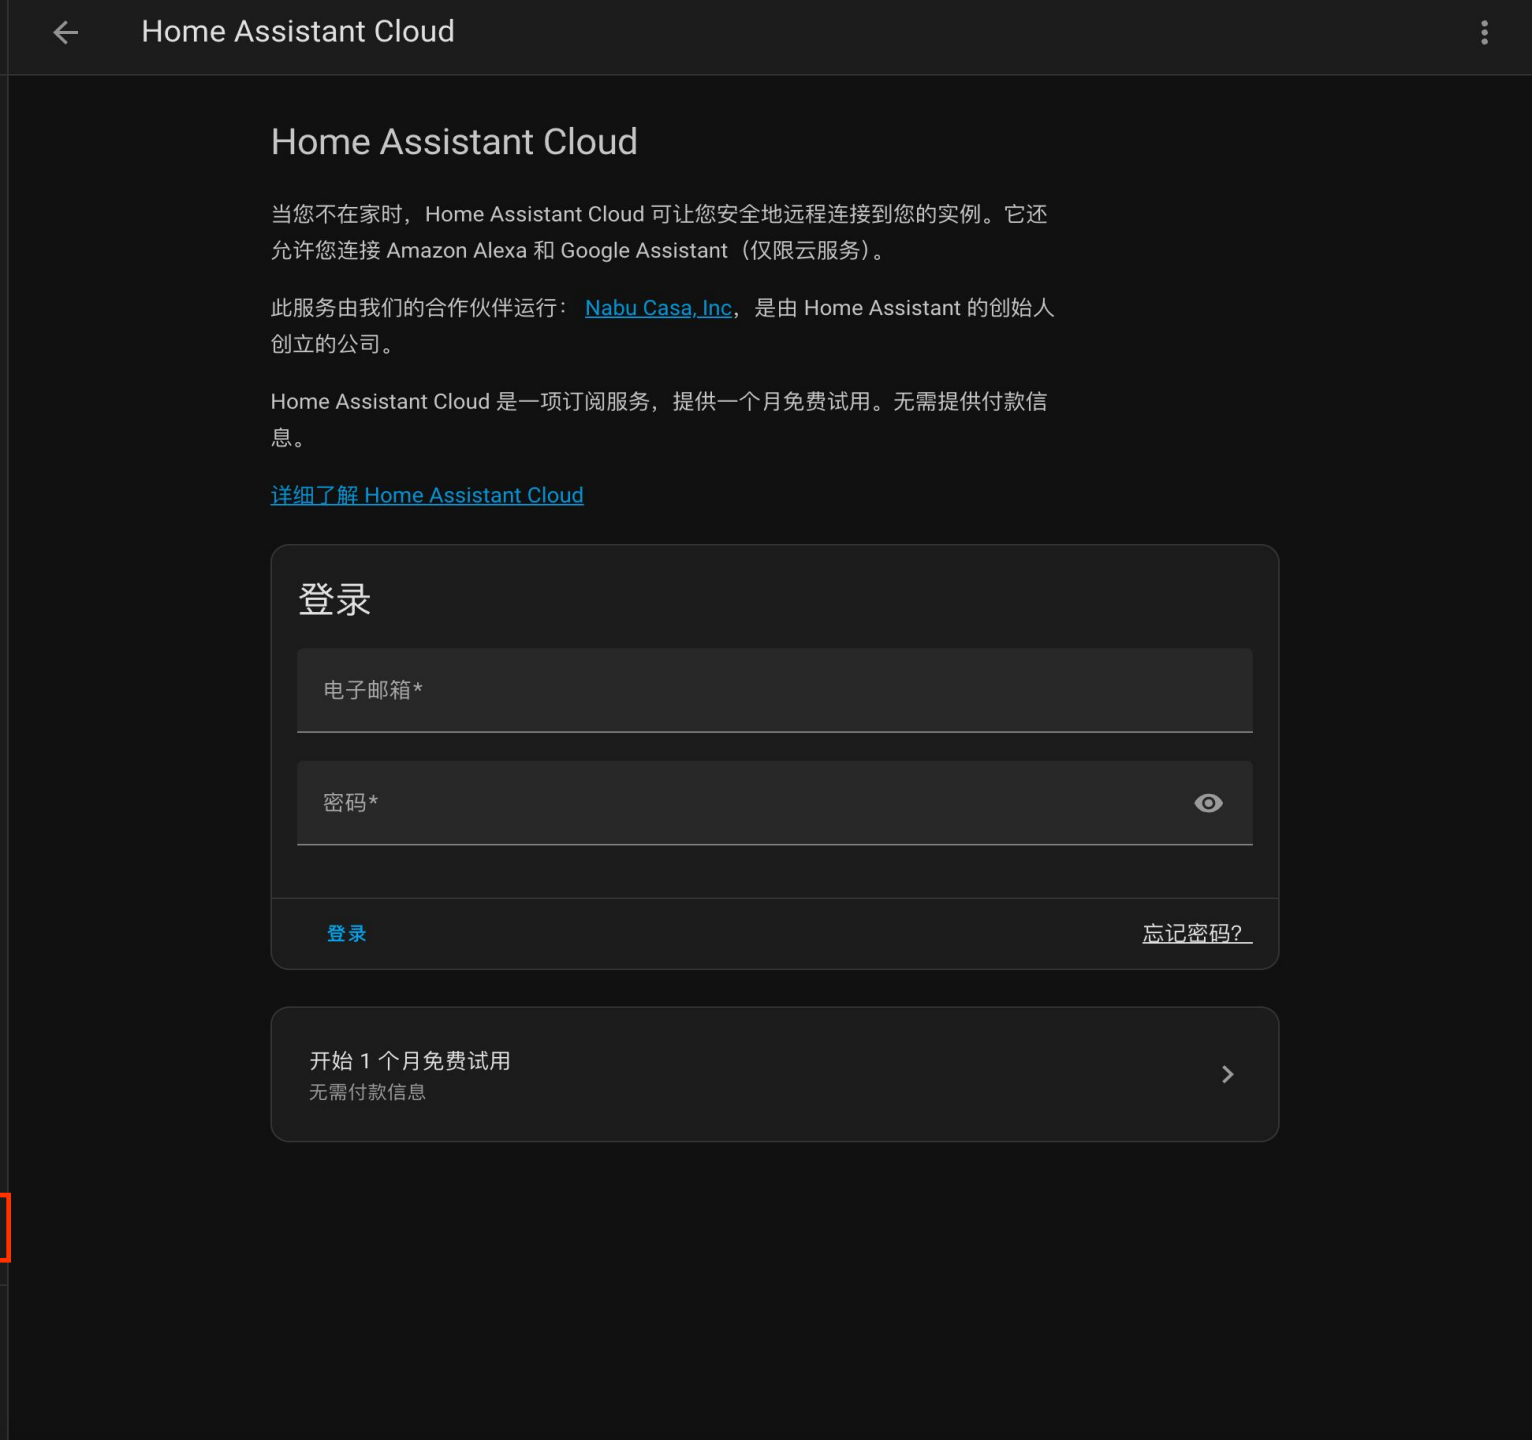 Home Assistant Cloud
Home Assistant Cloud
当您不在家时，Home Assistant Cloud 可让您安全地远程连接到您的实例。它还
允许您连接 Amazon Alexa 和 Google Assistant（仅限云服务）。
此服务由我们的合作伙伴运行： Nabu Casa, Inc，是由 Home Assistant 的创始人
创立的公司。
Home Assistant Cloud 是一项订阅服务，提供一个月免费试用。无需提供付款信
息。
详细了解 Home Assistant Cloud
登录
电子邮箱*
密码*
登录
忘记密码？
开始 1 个月免费试用
无需付款信息